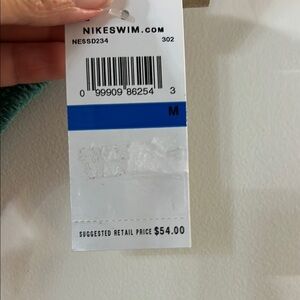 NIKESWIM.COM
NESSD234 302
0 99909 86254 3
M
SUGGESTED RETAIL PRICE $54.00